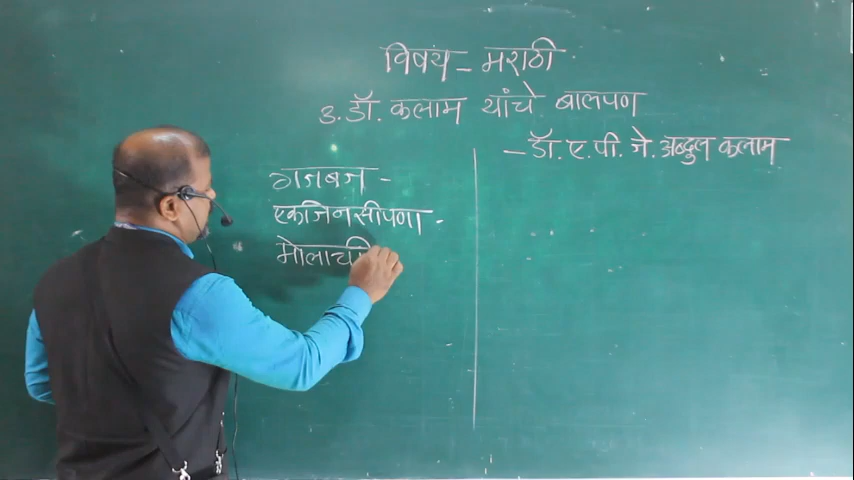 विषय - मराठी
३. डॉ. कलाम यांचे बालपण
- डॉ. ए. पी. जे. अब्दुल कलाम
गजबज -
एकजिनसीपणा -
मोलाची